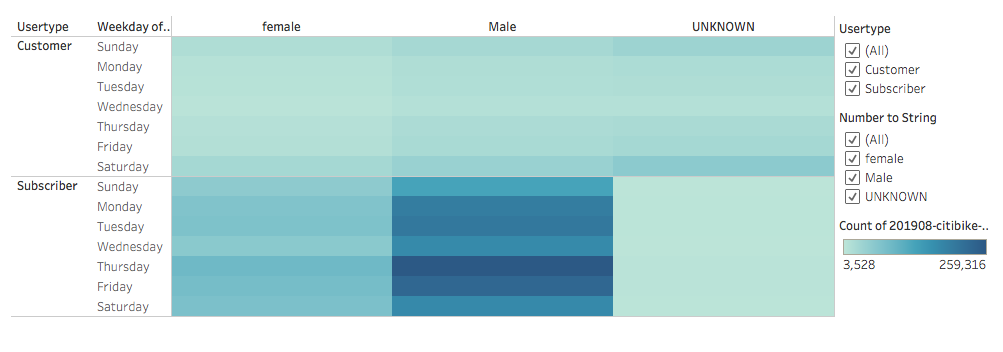 Usertype Weekday of.. female Male UNKNOWN
Customer Sunday
Monday
Tuesday
Wednesday
Thursday
Friday
Saturday
Subscriber Sunday
Monday
Tuesday
Wednesday
Thursday
Friday
Saturday
Usertype
(All)
Customer
Subscriber
Number to String
(All)
female
Male
UNKNOWN
Count of 201908-citibike-..
3,528 259,316